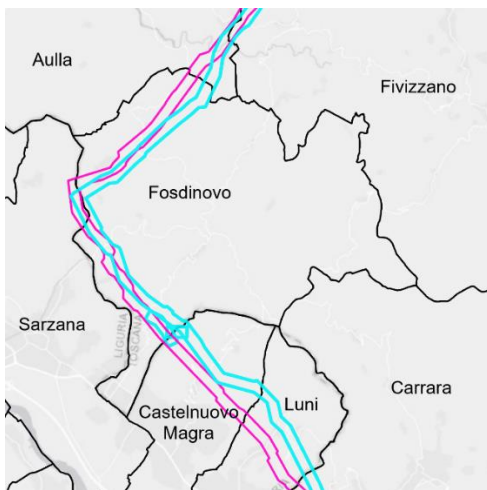 Aulla
Fivizzano
Fosdinovo
Sarzana
LIGURIA
TOSCANA
Carrara
Luni
Castelnuovo
Magra